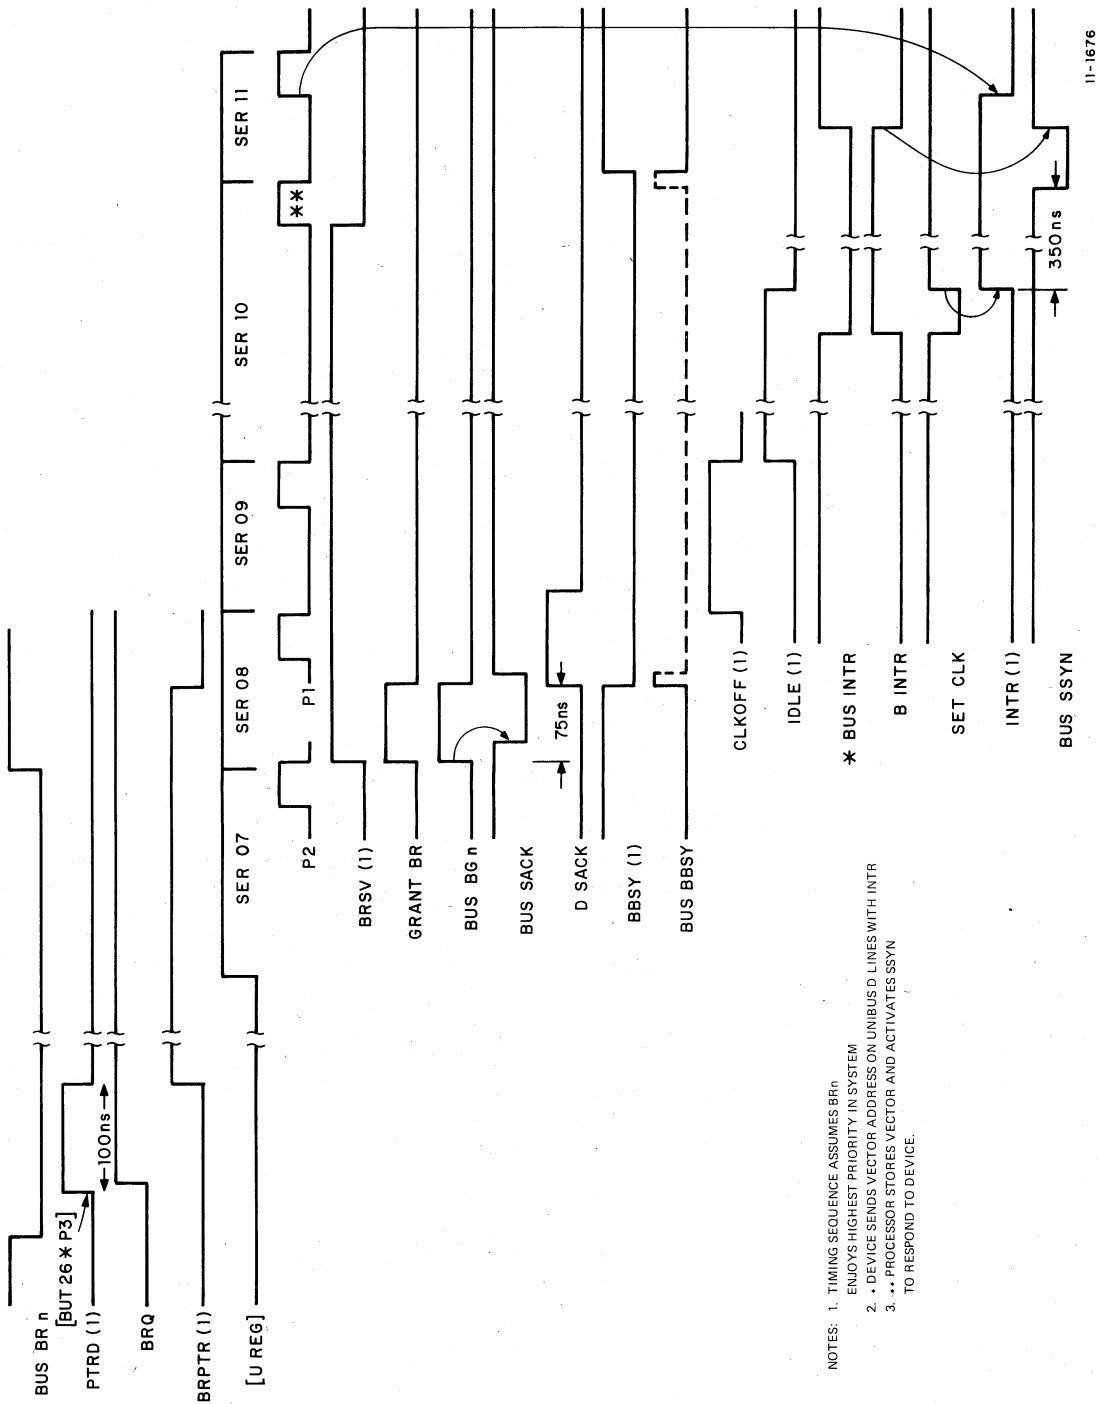 BUS BR n
[BUT 26 * P3]
PTRD (1)
100ns
BRQ
BRPTR (1)
[U REG]
SER 07
SER 08
SER 09
SER 10
SER 11
P2
P1
**
BRSV (1)
GRANT BR
BUS BG n
BUS SACK
75ns
D SACK
BBSY (1)
BUS BBSY
CLKOFF (1)
IDLE (1)
* BUS INTR
B INTR
SET CLK
INTR (1)
350ns
BUS SSYN
NOTES: 1. TIMING SEQUENCE ASSUMES BRn
ENJOYS HIGHEST PRIORITY IN SYSTEM
2. * DEVICE SENDS VECTOR ADDRESS ON UNIBUS D LINES WITH INTR
3. ** PROCESSOR STORES VECTOR AND ACTIVATES SSYN
TO RESPOND TO DEVICE.
11-1676